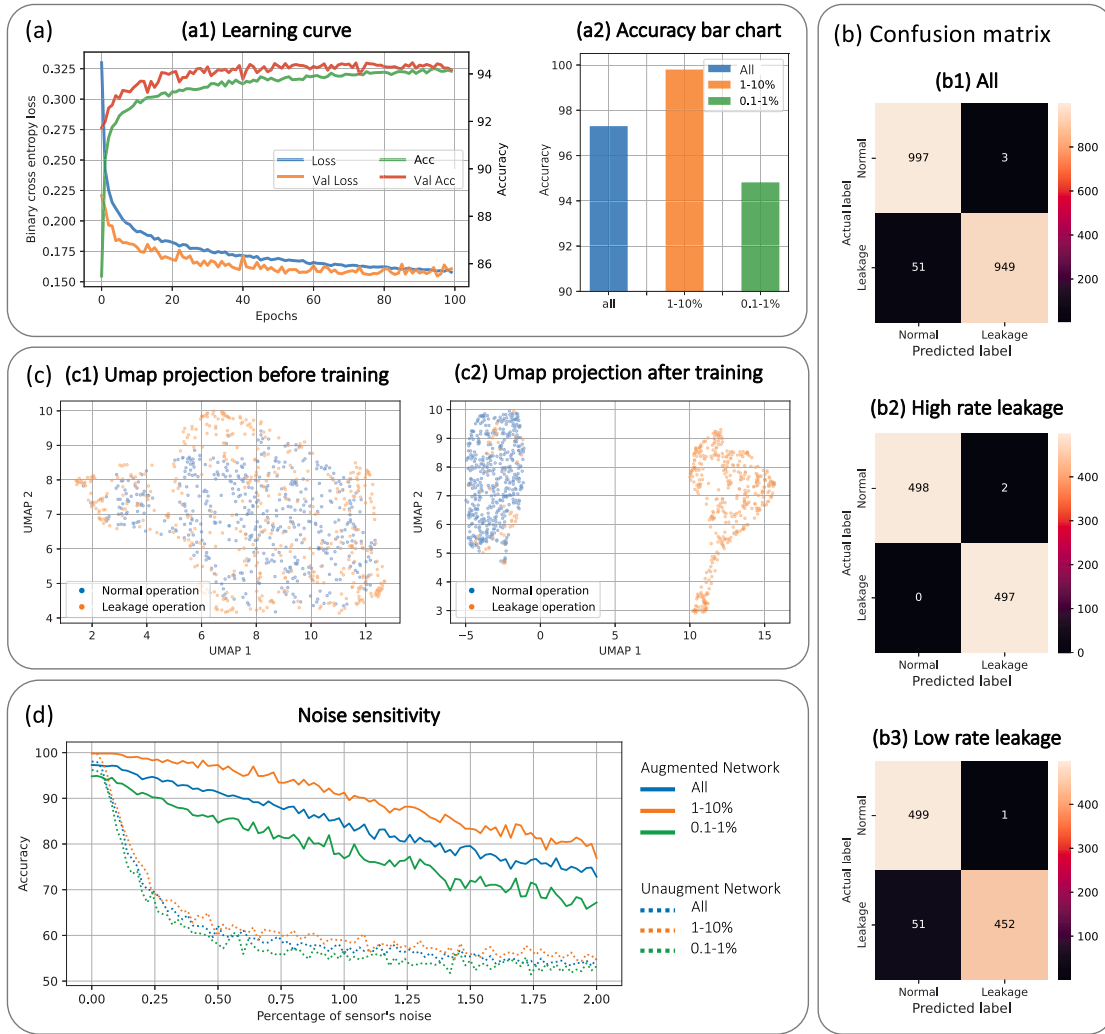 (a)
(a1) Learning curve
0.325
0.300
0.275
0.250
0.225
0.200
0.175
0.150
Binary cross entropy loss
94
92
90
88
86
Accuracy
Loss
Val Loss
Acc
Val Acc
0
20
40
60
80
100
Epochs
(a2) Accuracy bar chart
100
98
96
94
92
90
Accuracy
All
1-10%
0.1-1%
all
1-10%
0.1-1%
(b) Confusion matrix
(b1) All
Actual label
Normal
Leakage
997
3
51
949
Normal
Leakage
Predicted label
800
600
400
200
(b2) High rate leakage
Actual label
Normal
Leakage
498
2
0
497
Normal
Leakage
Predicted label
400
300
200
100
0
(b3) Low rate leakage
Actual label
Normal
Leakage
499
1
51
452
Normal
Leakage
Predicted label
400
300
200
100
(c)
(c1) Umap projection before training
10
9
8
7
6
5
4
UMAP 2
Normal operation
Leakage operation
2
4
6
8
10
12
UMAP 1
(c2) Umap projection after training
10
9
8
7
6
5
4
3
UMAP 2
Normal operation
Leakage operation
−5
0
5
10
15
UMAP 1
(d)
Noise sensitivity
100
90
80
70
60
50
Accuracy
0.00
0.25
0.50
0.75
1.00
1.25
1.50
1.75
2.00
Percentage of sensor's noise
Augmented Network
All
1-10%
0.1-1%
Unaugment Network
All
1-10%
0.1-1%